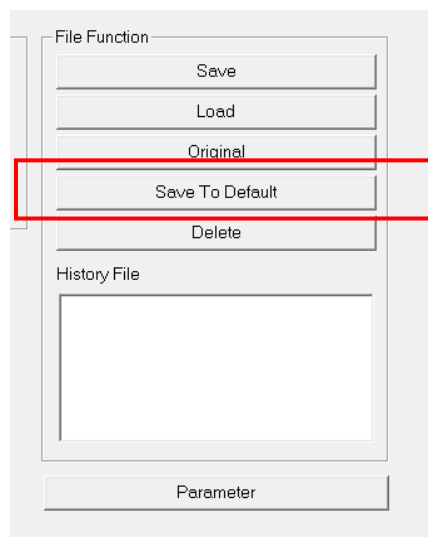 File Function
Save
Load
Original
Save To Default
Delete
History File
Parameter